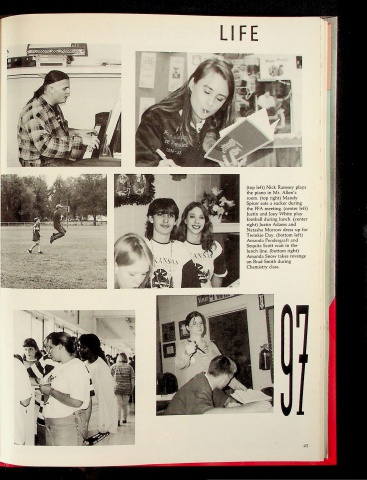 LIFE
(top left) Nick Ramsey plays
the piano in Mr. Allen's
room. (top right) Mandy
Spicer eats a sucker during
the FFA meeting. (center left)
Justin and Joey White play
football during lunch. (center
right) Justin Adams and
Natasha Morrow dress up for
Twinkie Day. (bottom left)
Amanda Pendergraft and
Sequita Scott wait in the
lunch line. (bottom right)
Amanda Snow takes revenge
on Brad Smith during
Chemistry class.
97